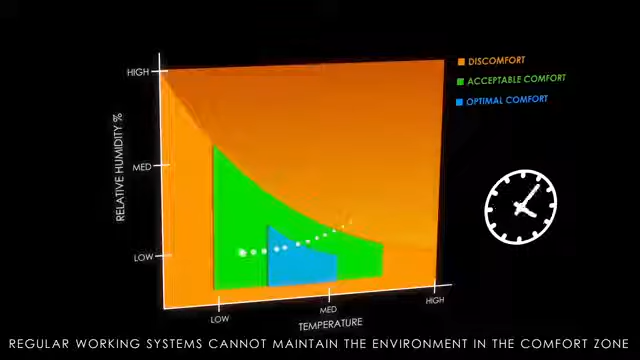 DISCOMFORT
ACCEPTABLE COMFORT
OPTIMAL COMFORT
HIGH
MED
LOW
RELATIVE HUMIDITY %
LOW
MED
HIGH
TEMPERATURE
REGULAR WORKING SYSTEMS CANNOT MAINTAIN THE ENVIRONMENT IN THE COMFORT ZONE